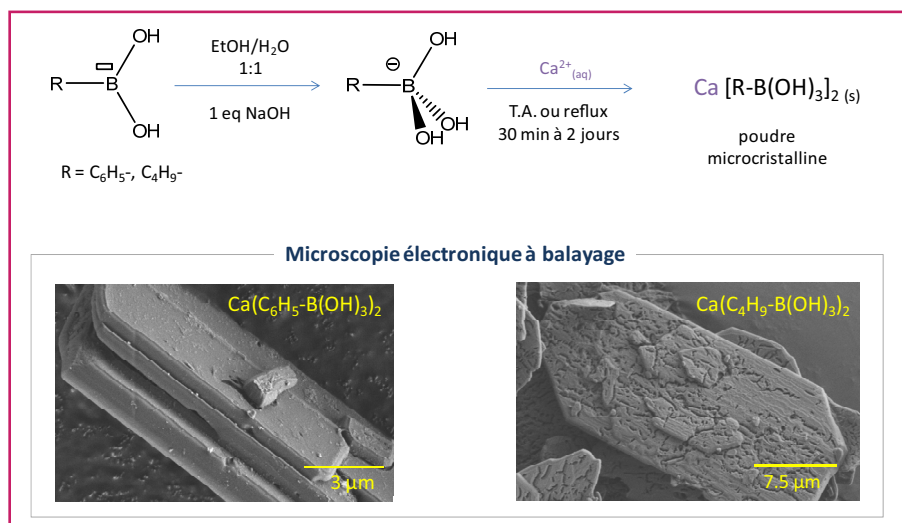 OH
R-B
OH
EtOH/H₂O
1:1
1 eq NaOH
⊖
OH
R-B
OH
OH
Ca²⁺(aq)
T.A. ou reflux
30 min à 2 jours
Ca [R-B(OH)₃]₂ (s)
poudre
microcristalline
R = C₆H₅-, C₄H₉-
Microscopie électronique à balayage
Ca(C₆H₅-B(OH)₃)₂
3 µm
Ca(C₄H₉-B(OH)₃)₂
7.5 µm